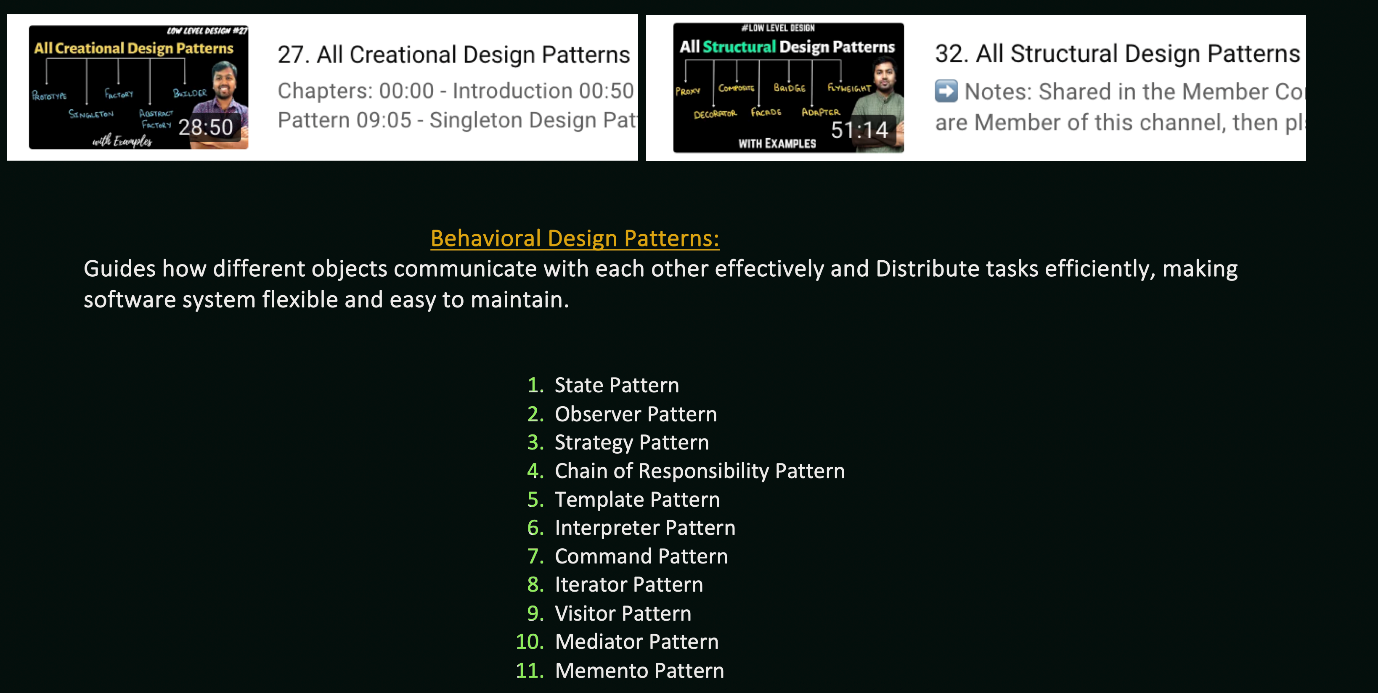 LOW LEVEL DESIGN #27
All Creational Design Patterns
PROTOTYPE
FACTORY
BUILDER
SINGLETON
ABSTRACT
FACTORY
with Examples
28:50
27. All Creational Design Patterns
Chapters: 00:00 - Introduction 00:50
Pattern 09:05 - Singleton Design Pat
#LOW LEVEL DESIGN
All Structural Design Patterns
PROXY
COMPOSITE
BRIDGE
FLYWEIGHT
DECORATOR
FACADE
ADAPTER
WITH EXAMPLES
51:14
32. All Structural Design Patterns
➡ Notes: Shared in the Member Co
are Member of this channel, then pl
Behavioral Design Patterns:
Guides how different objects communicate with each other effectively and Distribute tasks efficiently, making
software system flexible and easy to maintain.
1. State Pattern
2. Observer Pattern
3. Strategy Pattern
4. Chain of Responsibility Pattern
5. Template Pattern
6. Interpreter Pattern
7. Command Pattern
8. Iterator Pattern
9. Visitor Pattern
10. Mediator Pattern
11. Memento Pattern